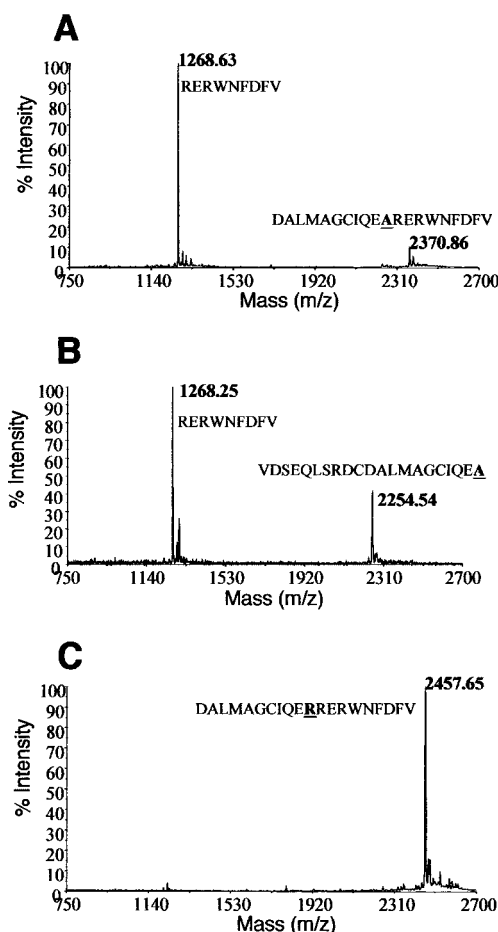 A
1268.63
RERWNFDFV
DALMAGCIQEARERWNFDFV
2370.86
% Intensity
100
90
80
70
60
50
40
30
20
10
0
750 1140 1530 1920 2310 2700
Mass (m/z)
B
1268.25
RERWNFDFV
VDSEQLSRDCDALMAGCIQEA
2254.54
% Intensity
100
90
80
70
60
50
40
30
20
10
0
750 1140 1530 1920 2310 2700
Mass (m/z)
C
2457.65
DALMAGCIQERRERWNFDFV
% Intensity
100
90
80
70
60
50
40
30
20
10
0
750 1140 1530 1920 2310 2700
Mass (m/z)